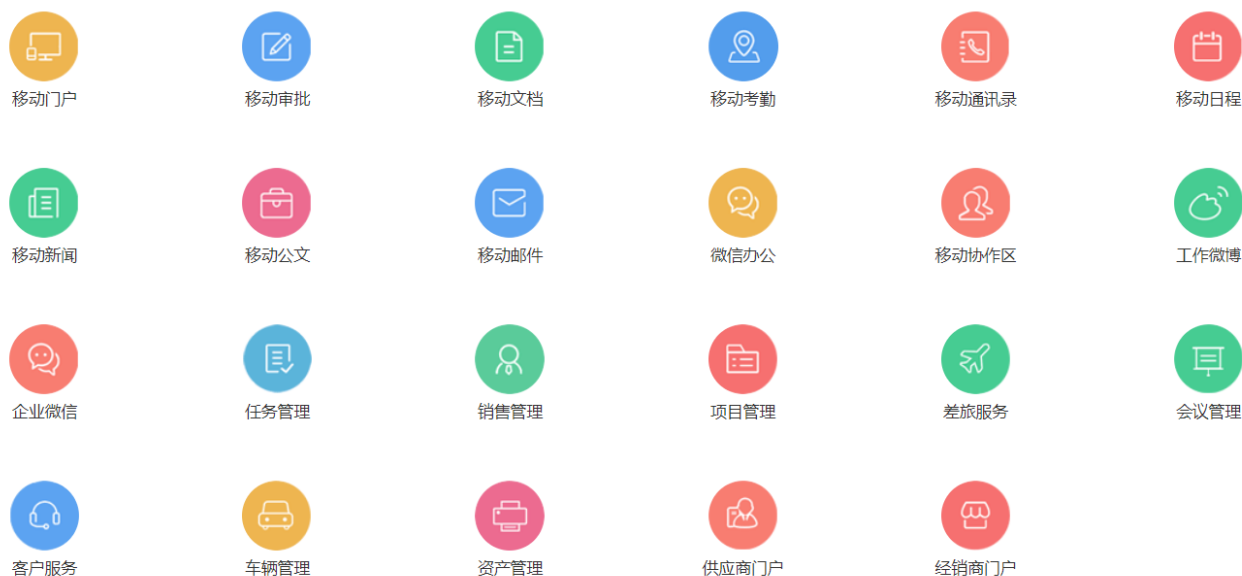 移动门户
移动审批
移动文档
移动考勤
移动通讯录
移动日程
移动新闻
移动公文
移动邮件
微信办公
移动协作区
工作微博
企业微信
任务管理
销售管理
项目管理
差旅服务
会议管理
客户服务
车辆管理
资产管理
供应商门户
经销商门户